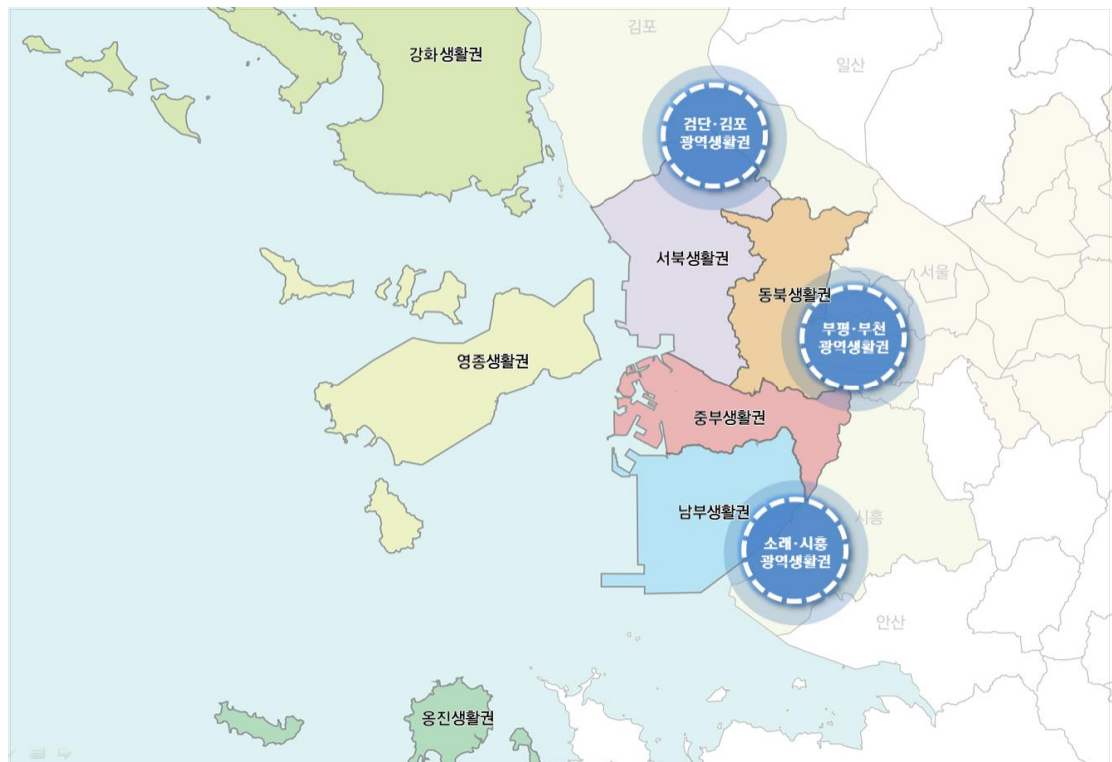 김포
강화생활권
일산
검단·김포
광역생활권
서북생활권
서울
동북생활권
부평·부천
광역생활권
영종생활권
중부생활권
남부생활권
시흥
소래·시흥
광역생활권
안산
옹진생활권